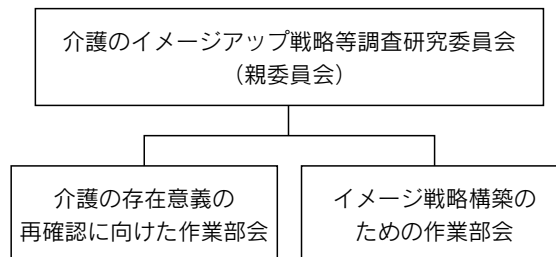 介護のイメージアップ戦略等調査研究委員会
（親委員会）
介護の存在意義の
再確認に向けた作業部会
イメージ戦略構築の
ための作業部会